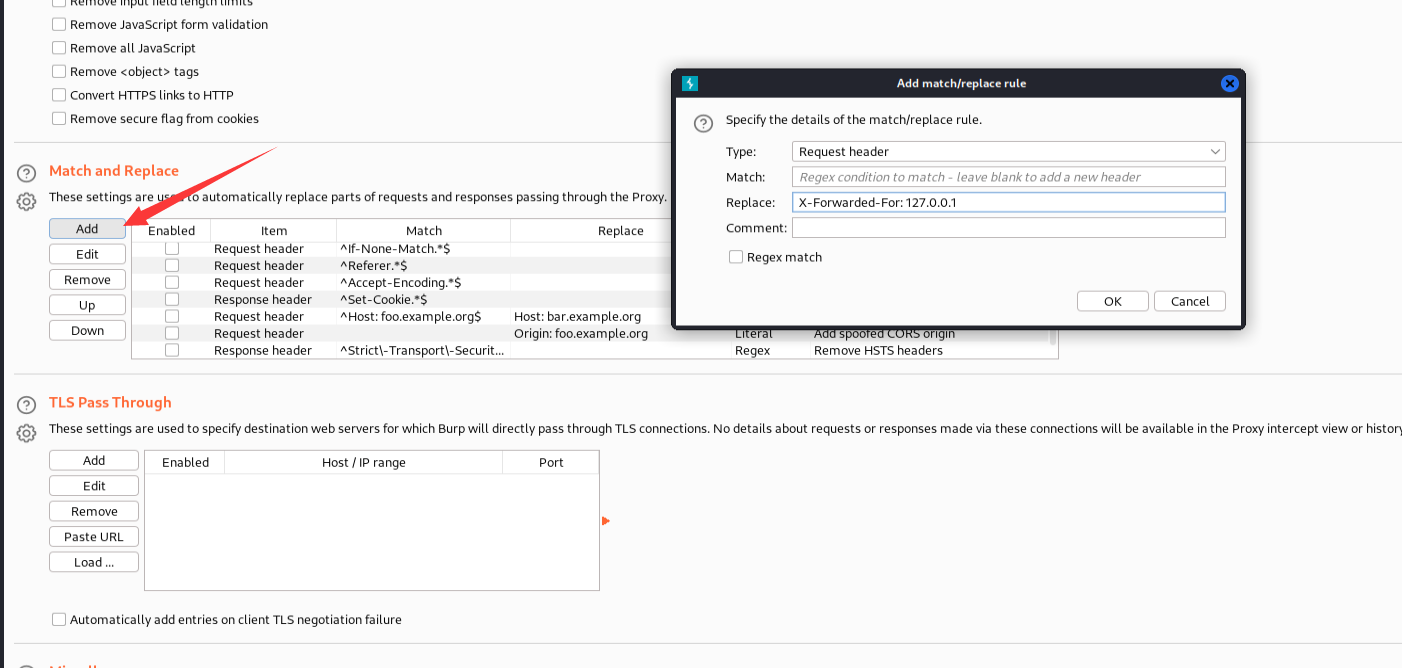 Remove input field length limits
Remove JavaScript form validation
Remove all JavaScript
Remove <object> tags
Convert HTTPS links to HTTP
Remove secure flag from cookies
Match and Replace
These settings are used to automatically replace parts of requests and responses passing through the Proxy.
Add
Edit
Remove
Up
Down
Enabled Item Match Replace
Request header ^If-None-Match.*$
Request header ^Referer.*$
Request header ^Accept-Encoding.*$
Response header ^Set-Cookie.*$
Request header ^Host: foo.example.org$ Host: bar.example.org
Request header Origin: foo.example.org Literal Add spoofed CORS origin
Response header ^Strict\-Transport\-Securit... Regex Remove HSTS headers
Add match/replace rule
Specify the details of the match/replace rule.
Type: Request header
Match: Regex condition to match - leave blank to add a new header
Replace: X-Forwarded-For: 127.0.0.1
Comment:
Regex match
OK Cancel
TLS Pass Through
These settings are used to specify destination web servers for which Burp will directly pass through TLS connections. No details about requests or responses made via these connections will be available in the Proxy intercept view or history
Add
Edit
Remove
Paste URL
Load ...
Enabled Host / IP range Port
Automatically add entries on client TLS negotiation failure